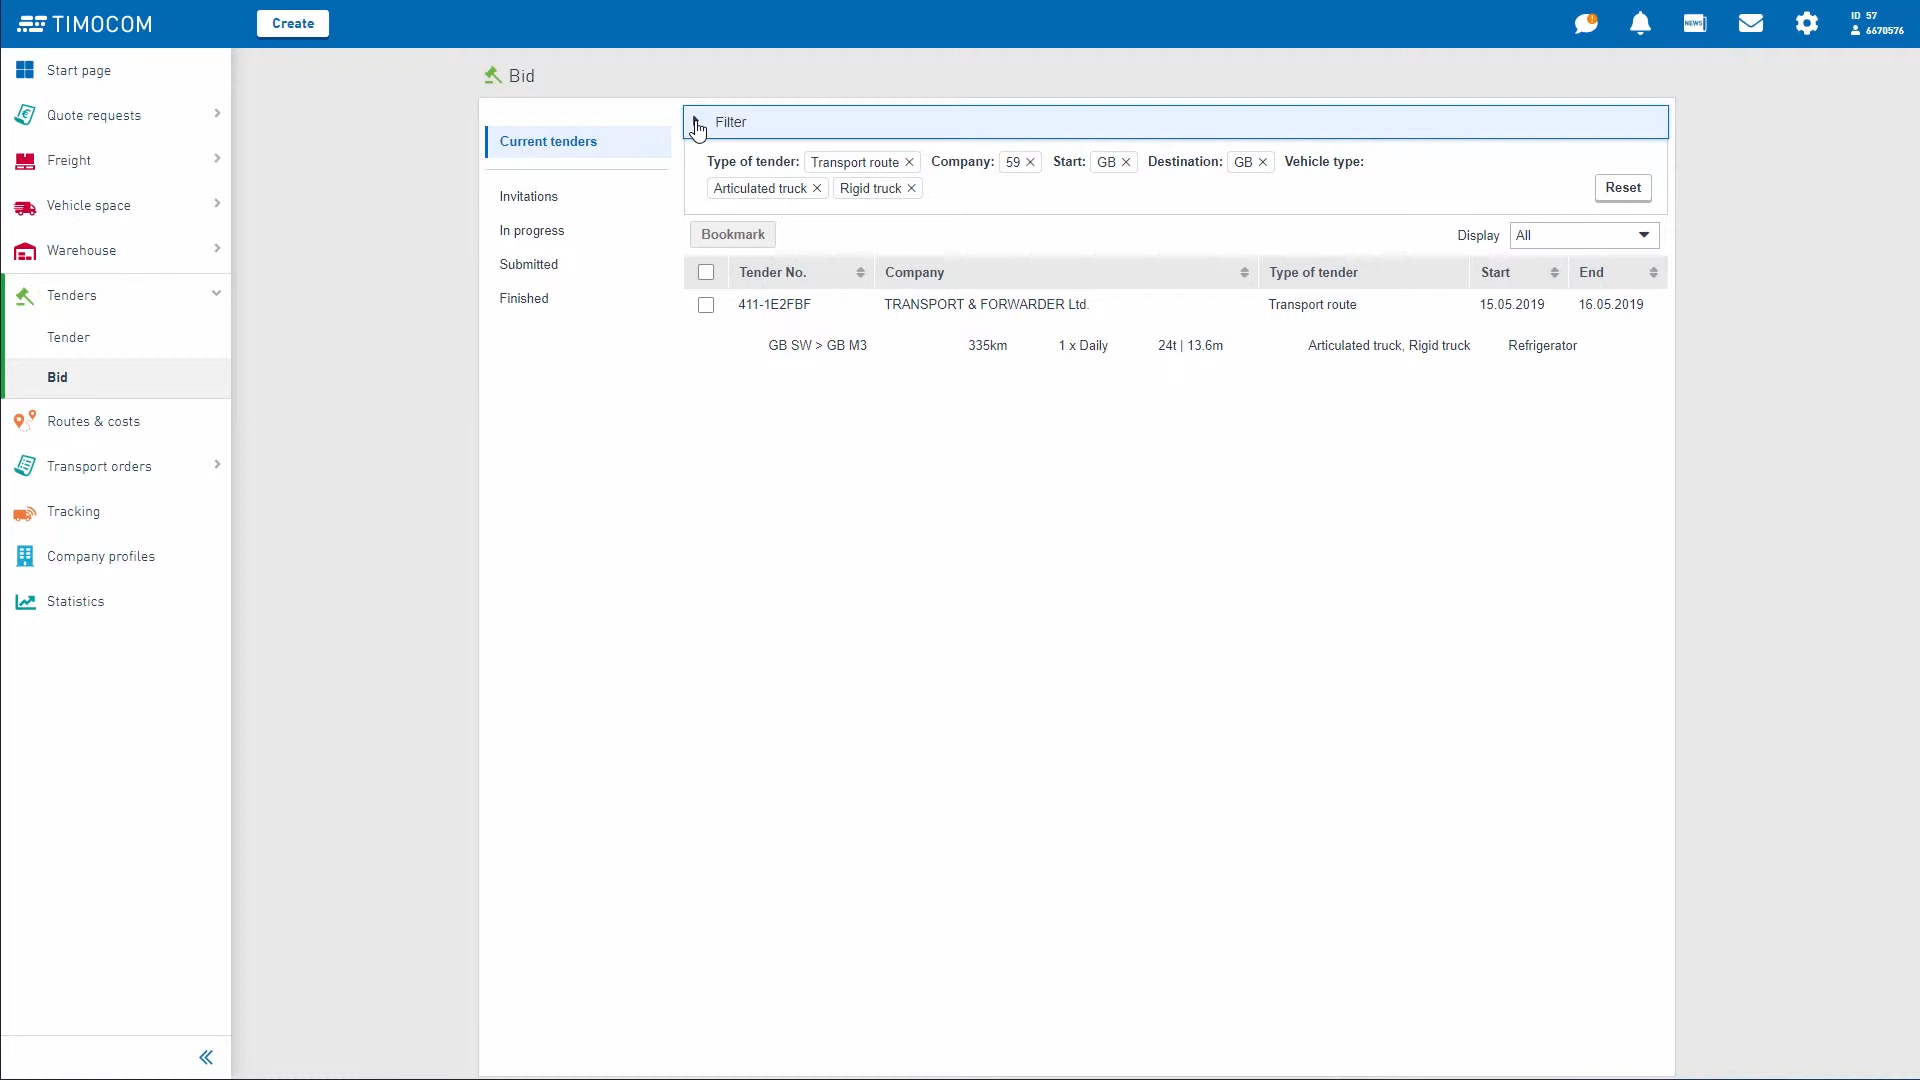 TIMOCOM
Create
NEWS
ID 57
6670576
Start page
Quote requests
Freight
Vehicle space
Warehouse
Tenders
Tender
Bid
Routes & costs
Transport orders
Tracking
Company profiles
Statistics
Bid
Current tenders
Invitations
In progress
Submitted
Finished
Filter
Type of tender: Transport route Company: 59 Start: GB Destination: GB Vehicle type:
Articulated truck Rigid truck
Reset
Bookmark
Display All
Tender No. Company Type of tender Start End
411-1E2FBF TRANSPORT & FORWARDER Ltd. Transport route 15.05.2019 16.05.2019
GB SW > GB M3 335km 1 x Daily 24t | 13.6m Articulated truck, Rigid truck Refrigerator